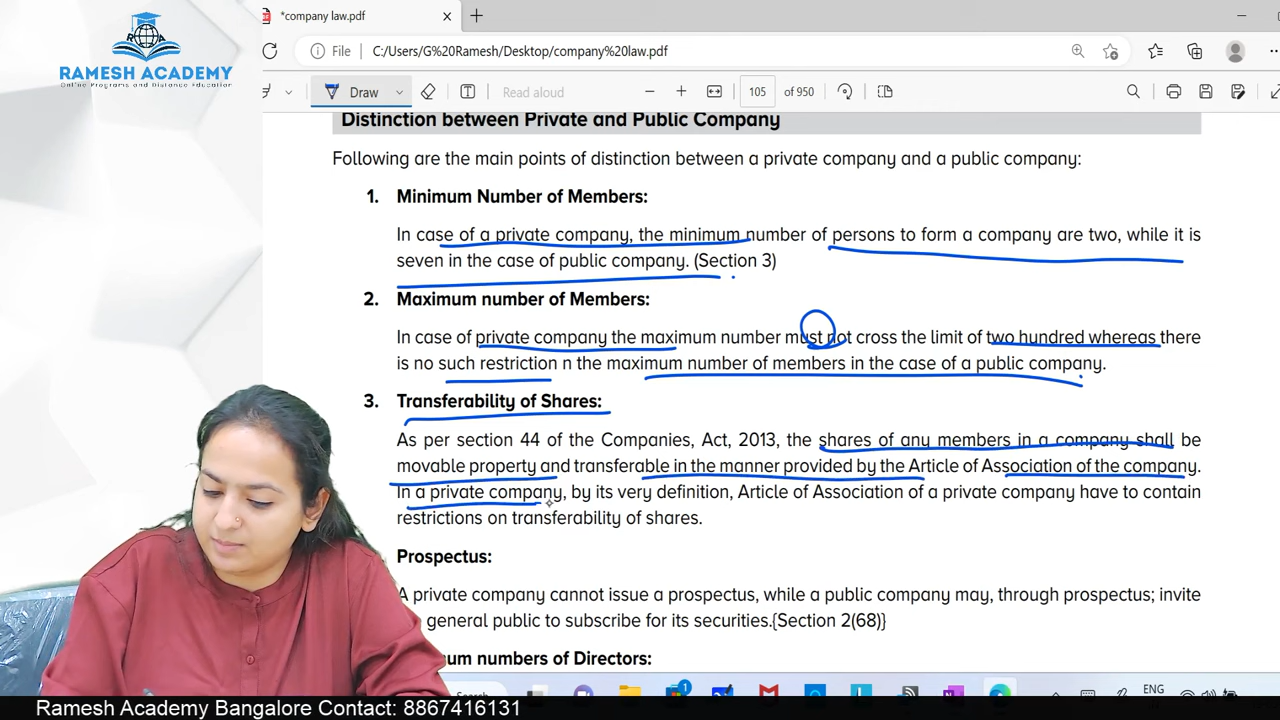 *company law.pdf
File C:/Users/G%20Ramesh/Desktop/company%20law.pdf
RAMESH ACADEMY
Online Programs and Distance Education
Draw Read aloud 105 of 950
Distinction between Private and Public Company
Following are the main points of distinction between a private company and a public company:
1. Minimum Number of Members:
In case of a private company, the minimum number of persons to form a company are two, while it is
seven in the case of public company. (Section 3)
2. Maximum number of Members:
In case of private company the maximum number must not cross the limit of two hundred whereas there
is no such restriction n the maximum number of members in the case of a public company.
3. Transferability of Shares:
As per section 44 of the Companies, Act, 2013, the shares of any members in a company shall be
movable property and transferable in the manner provided by the Article of Association of the company.
In a private company, by its very definition, Article of Association of a private company have to contain
restrictions on transferability of shares.
Prospectus:
A private company cannot issue a prospectus, while a public company may, through prospectus; invite
general public to subscribe for its securities.{Section 2(68)}
um numbers of Directors:
Search
1
ENG
Ramesh Academy Bangalore Contact: 8867416131